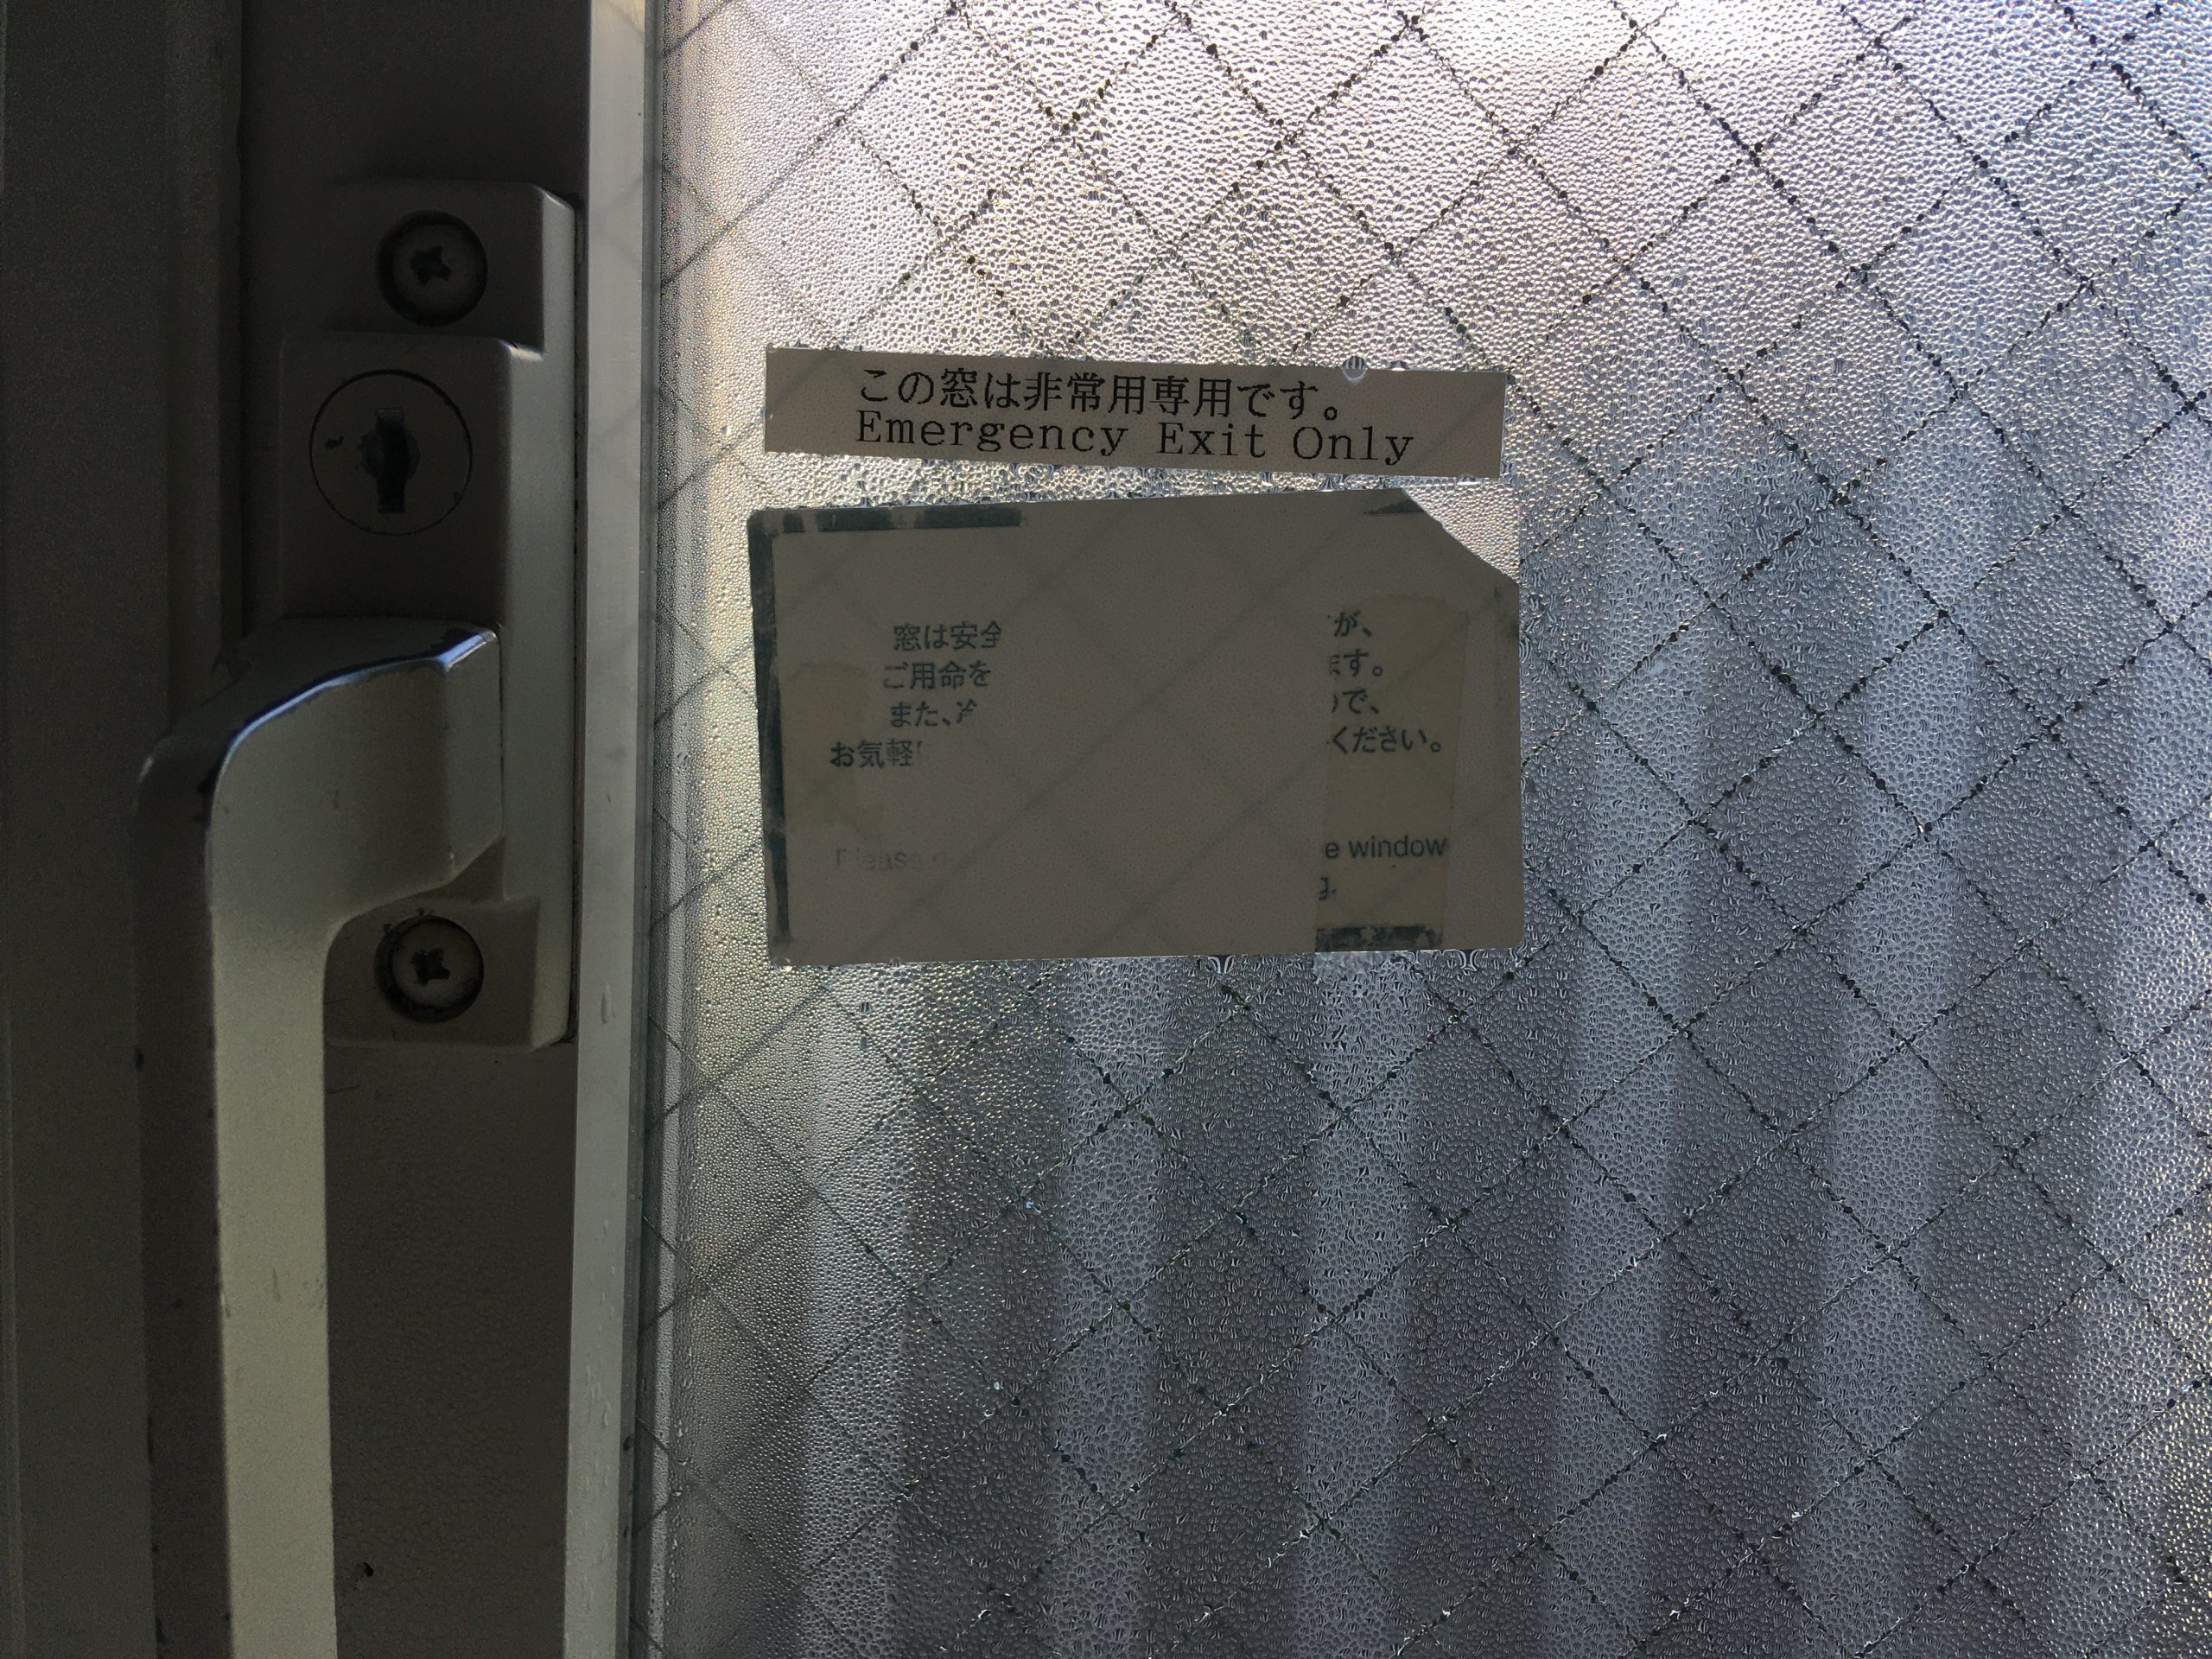 この窓は非常用専用です。
Emergency Exit Only
窓は安全 が、
ご用命を ます。
また、 で、
お気軽 ください。
Please e window
g.